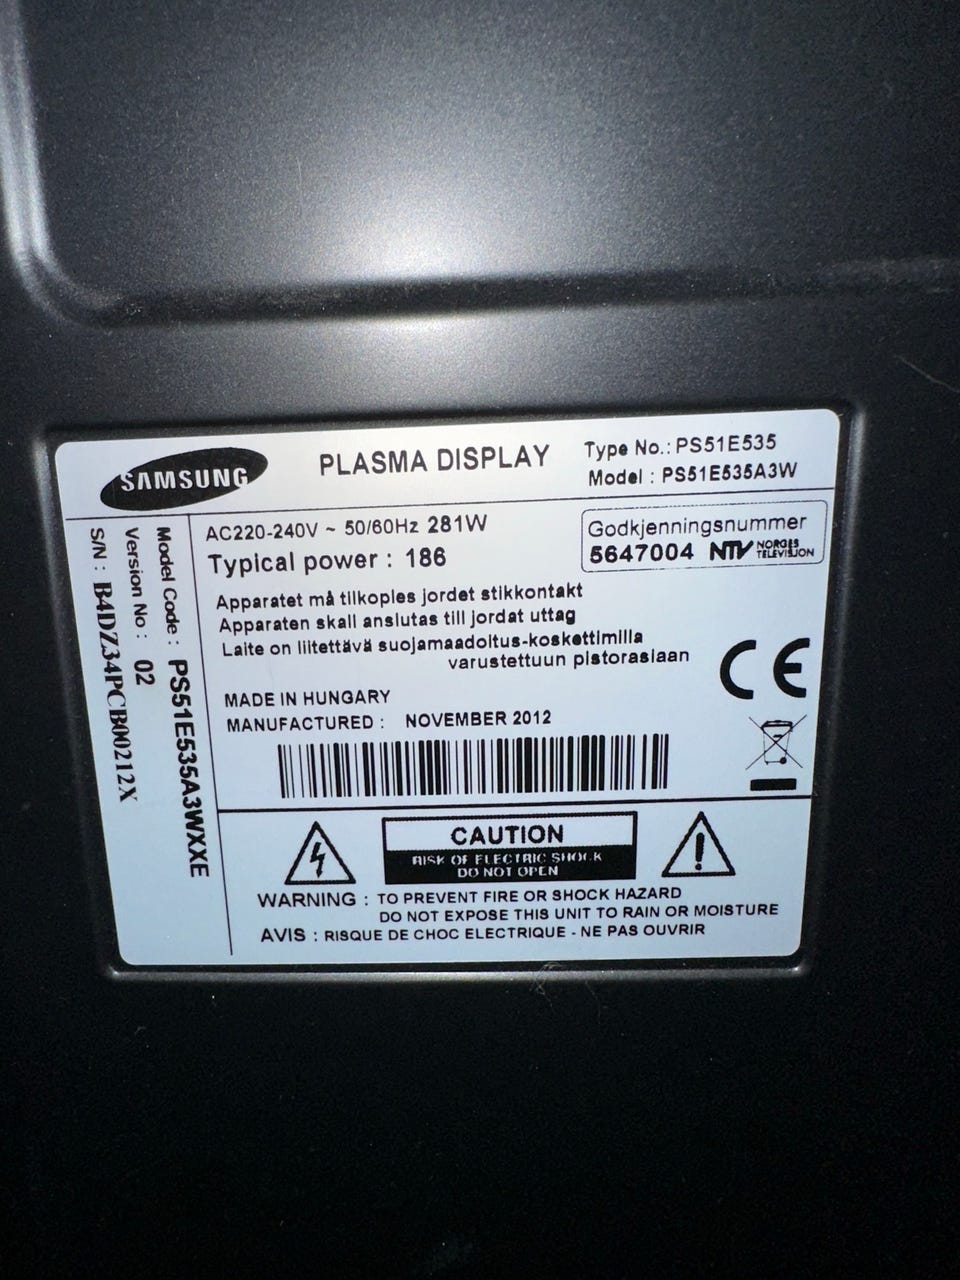 SAMSUNG
PLASMA DISPLAY
Type No.: PS51E535
Model : PS51E535A3W
AC220-240V ~ 50/60Hz 281W
Typical power : 186
Godkjenningsnummer
5647004 NTV NORGES
TELEVISJON
Apparatet må tilkoples jordet stikkontakt
Apparaten skall anslutas till jordat uttag
Laite on liitettävä suojamaadoitus-koskettimilla
varustettuun pistorasiaan
CE
MADE IN HUNGARY
MANUFACTURED : NOVEMBER 2012
Model Code : PS51E535A3WXXE
Version No : 02
S/N : B4DZ34PCB00212X
CAUTION
RISK OF ELECTRIC SHOCK
DO NOT OPEN
WARNING : TO PREVENT FIRE OR SHOCK HAZARD
DO NOT EXPOSE THIS UNIT TO RAIN OR MOISTURE
AVIS : RISQUE DE CHOC ELECTRIQUE - NE PAS OUVRIR